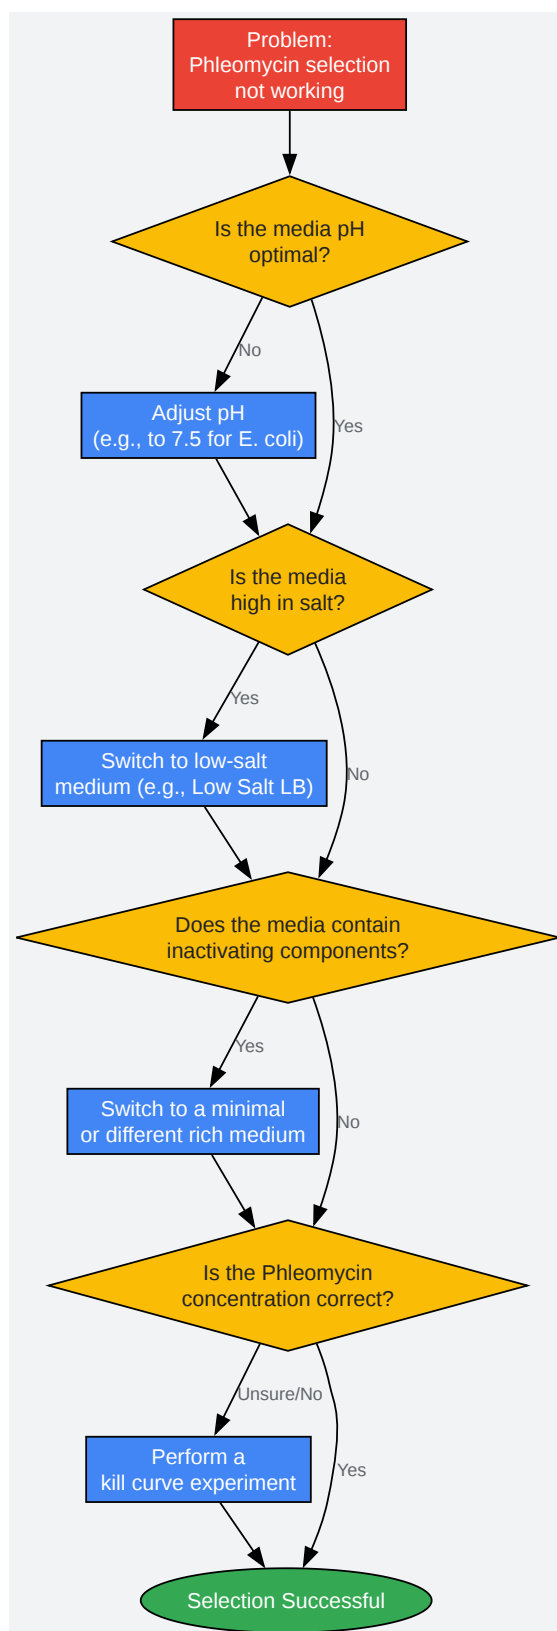 Problem:
Phleomycin selection
not working
Is the media pH
optimal?
No
Yes
Adjust pH
(e.g., to 7.5 for E. coli)
Is the media
high in salt?
Yes
No
Switch to low-salt
medium (e.g., Low Salt LB)
Does the media contain
inactivating components?
Yes
No
Switch to a minimal
or different rich medium
Is the Phleomycin
concentration correct?
Unsure/No
Yes
Perform a
kill curve experiment
Selection Successful